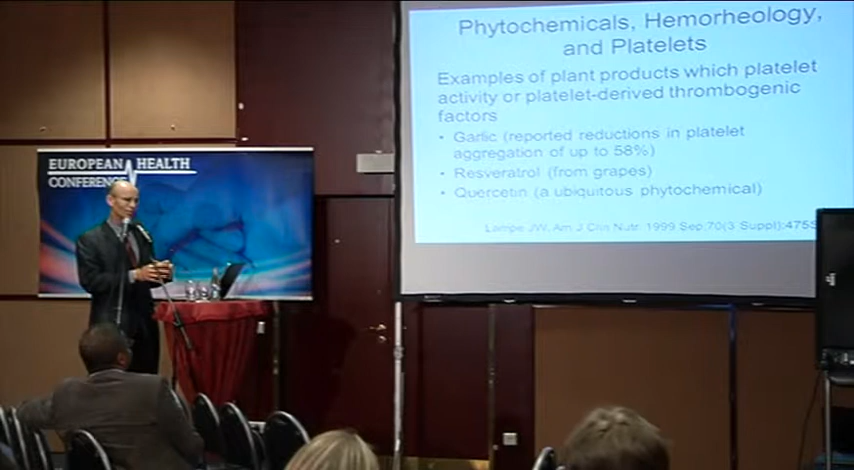 Phytochemicals, Hemorheology,
and Platelets
Examples of plant products which platelet
activity or platelet-derived thrombogenic
factors
• Garlic (reported reductions in platelet
aggregation of up to 58%)
• Resveratrol (from grapes)
• Quercetin (a ubiquitous phytochemical)
Lampe JW, Am J Clin Nutr. 1999 Sep;70(3 Suppl):475S
EUROPEAN HEALTH
CONFERENCE